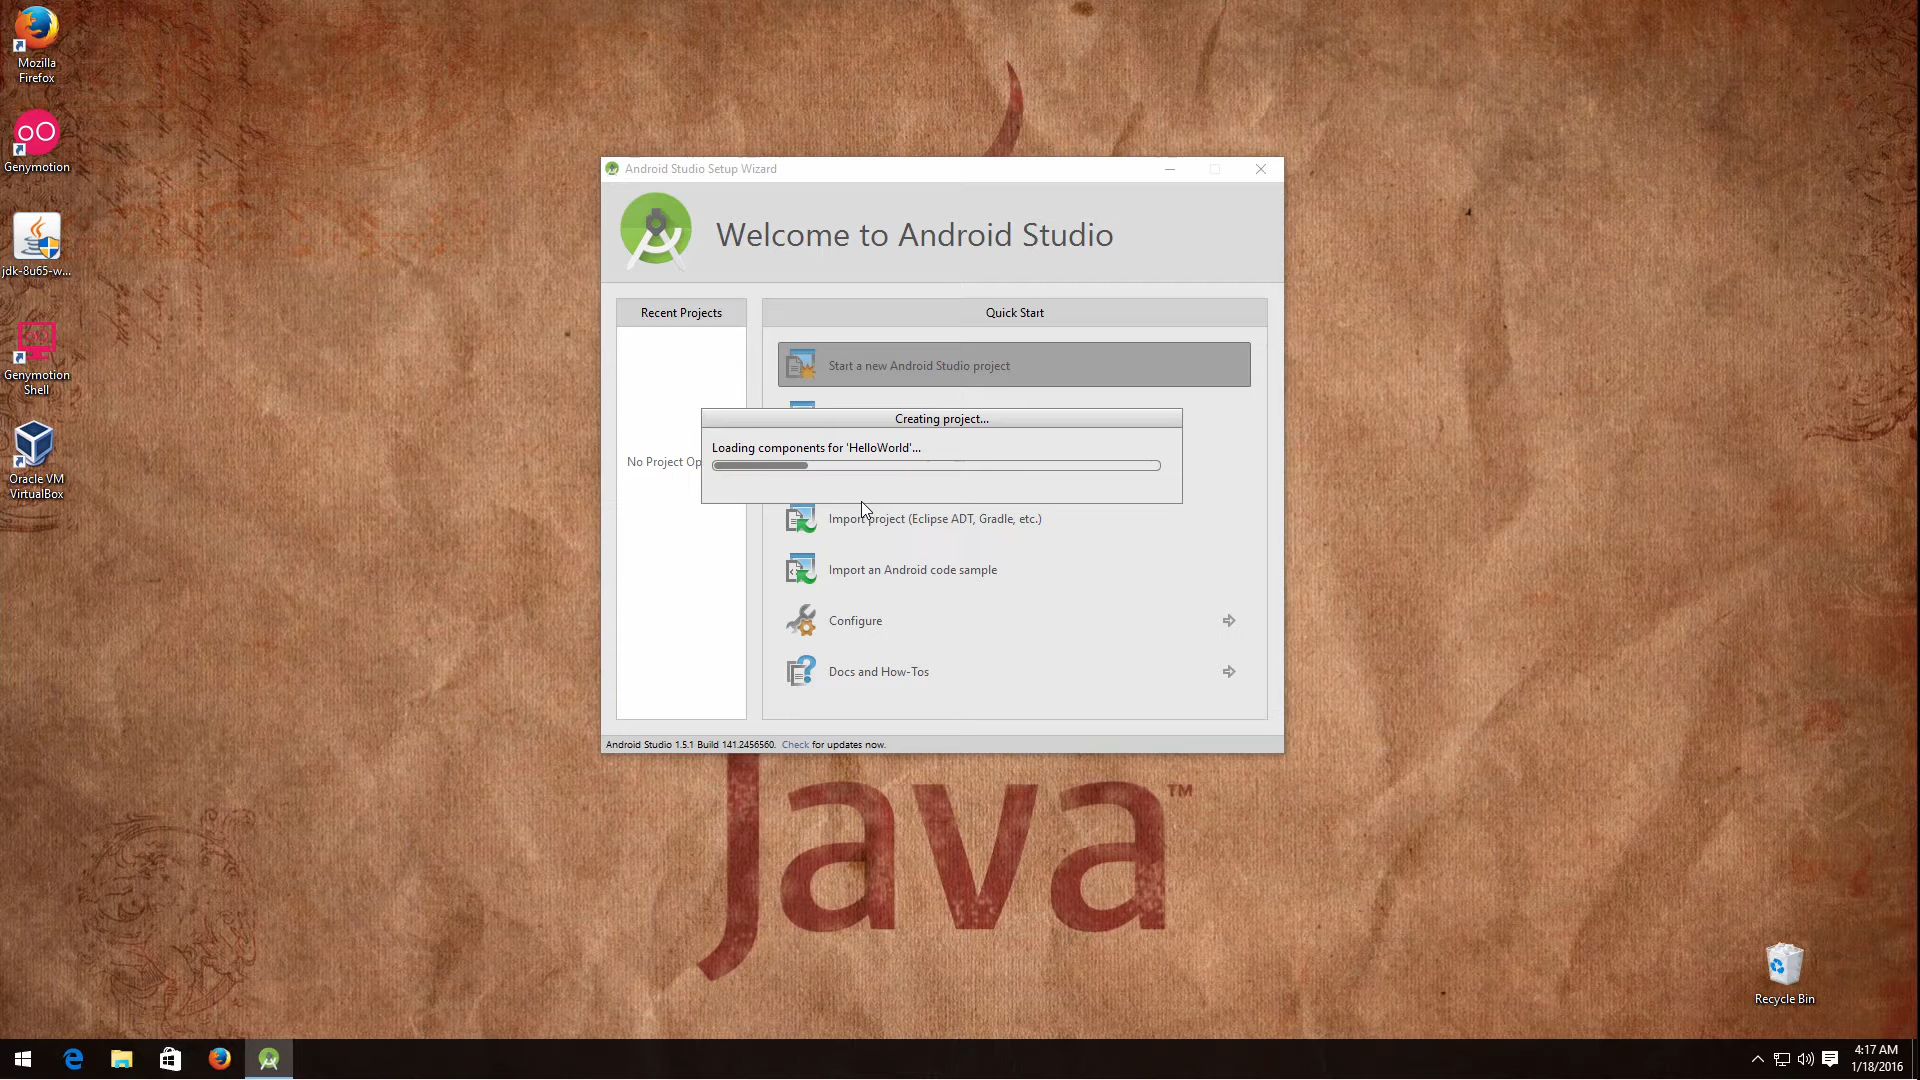 Mozilla
Firefox
Genymotion
jdk-8u65-w...
Genymotion
Shell
Oracle VM
VirtualBox
Android Studio Setup Wizard
Welcome to Android Studio
Recent Projects
No Project Op
Quick Start
Start a new Android Studio project
Creating project...
Loading components for 'HelloWorld'...
Import project (Eclipse ADT, Gradle, etc.)
Import an Android code sample
Configure
Docs and How-Tos
Android Studio 1.5.1 Build 141.2456560. Check for updates now.
Java™
Recycle Bin
4:17 AM
1/18/2016